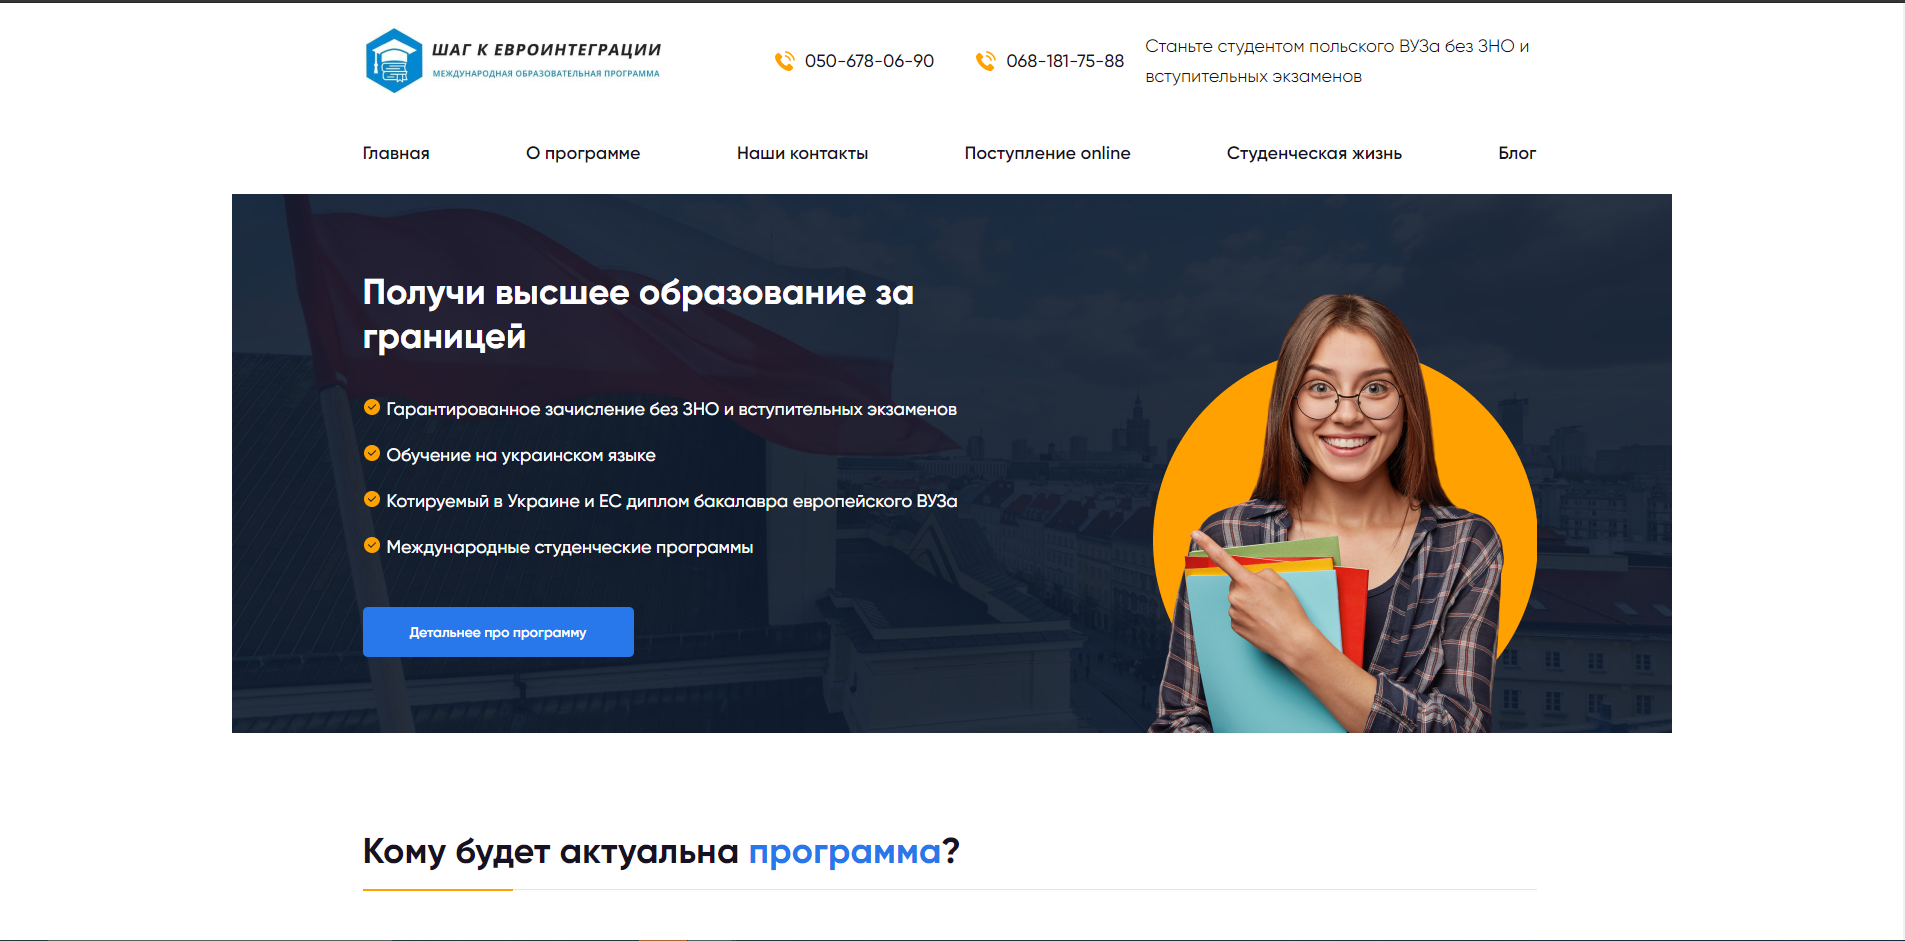 ШАГ К ЕВРОИНТЕГРАЦИИ
МЕЖДУНАРОДНАЯ ОБРАЗОВАТЕЛЬНАЯ ПРОГРАММА
050-678-06-90
068-181-75-88
Станьте студентом польского ВУЗа без ЗНО и
вступительных экзаменов
Главная
О программе
Наши контакты
Поступление online
Студенческая жизнь
Блог
Получи высшее образование за
границей
Гарантированное зачисление без ЗНО и вступительных экзаменов
Обучение на украинском языке
Котируемый в Украине и ЕС диплом бакалавра европейского ВУЗа
Международные студенческие программы
Детальнее про программу
Кому будет актуальна программа?